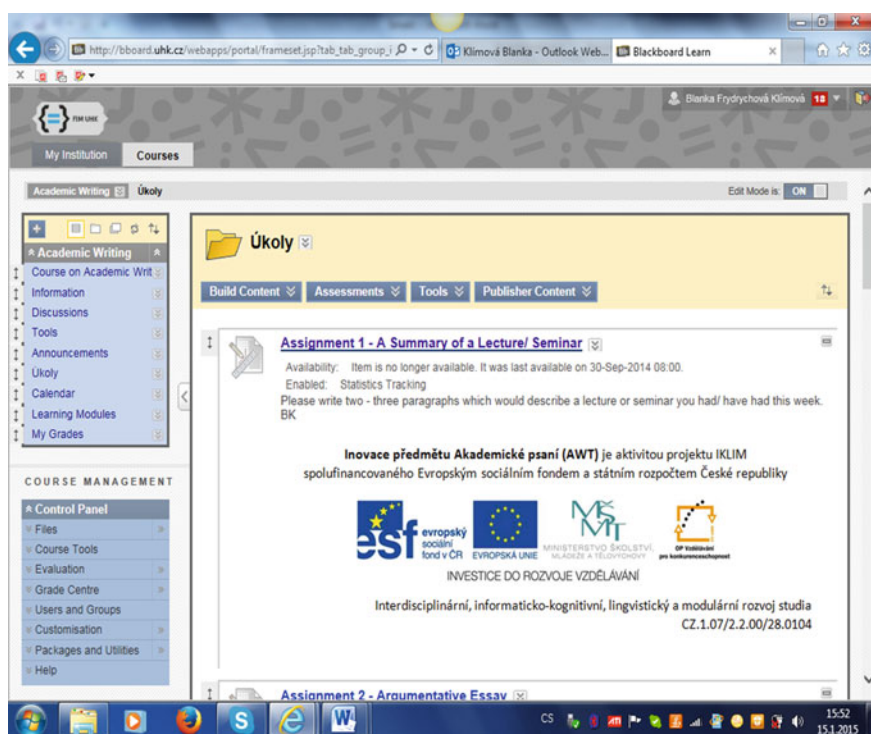 http://bboard.uhk.cz/webapps/portal/frameset.jsp?tab_tab_group_i
Klímová Blanka - Outlook Web...
Blackboard Learn
{=} FIM UHK
Blanka Frydrychová Klímová 18
My Institution Courses
Academic Writing Úkoly
Edit Mode is: ON
Academic Writing
Course on Academic Writ
Information
Discussions
Tools
Announcements
Úkoly
Calendar
Learning Modules
My Grades
COURSE MANAGEMENT
Control Panel
Files
Course Tools
Evaluation
Grade Centre
Users and Groups
Customisation
Packages and Utilities
Help
Úkoly
Build Content Assessments Tools Publisher Content
Assignment 1 - A Summary of a Lecture/ Seminar
Availability: Item is no longer available. It was last available on 30-Sep-2014 08:00.
Enabled: Statistics Tracking
Please write two - three paragraphs which would describe a lecture or seminar you had/ have had this week.
BK
Inovace předmětu Akademické psaní (AWT) je aktivitou projektu IKLIM
spolufinancovaného Evropským sociálním fondem a státním rozpočtem České republiky
esf evropský
sociální
fond v ČR
EVROPSKÁ UNIE
MŠMT
MINISTERSTVO ŠKOLSTVÍ,
MLÁDEŽE A TĚLOVÝCHOVY
OP Vzdělávání
pro konkurenceschopnost
INVESTICE DO ROZVOJE VZDĚLÁVÁNÍ
Interdisciplinární, informaticko-kognitivní, lingvistický a modulární rozvoj studia
CZ.1.07/2.2.00/28.0104
Assignment 2 - Argumentative Essay
CS
15:52
15.1.2015